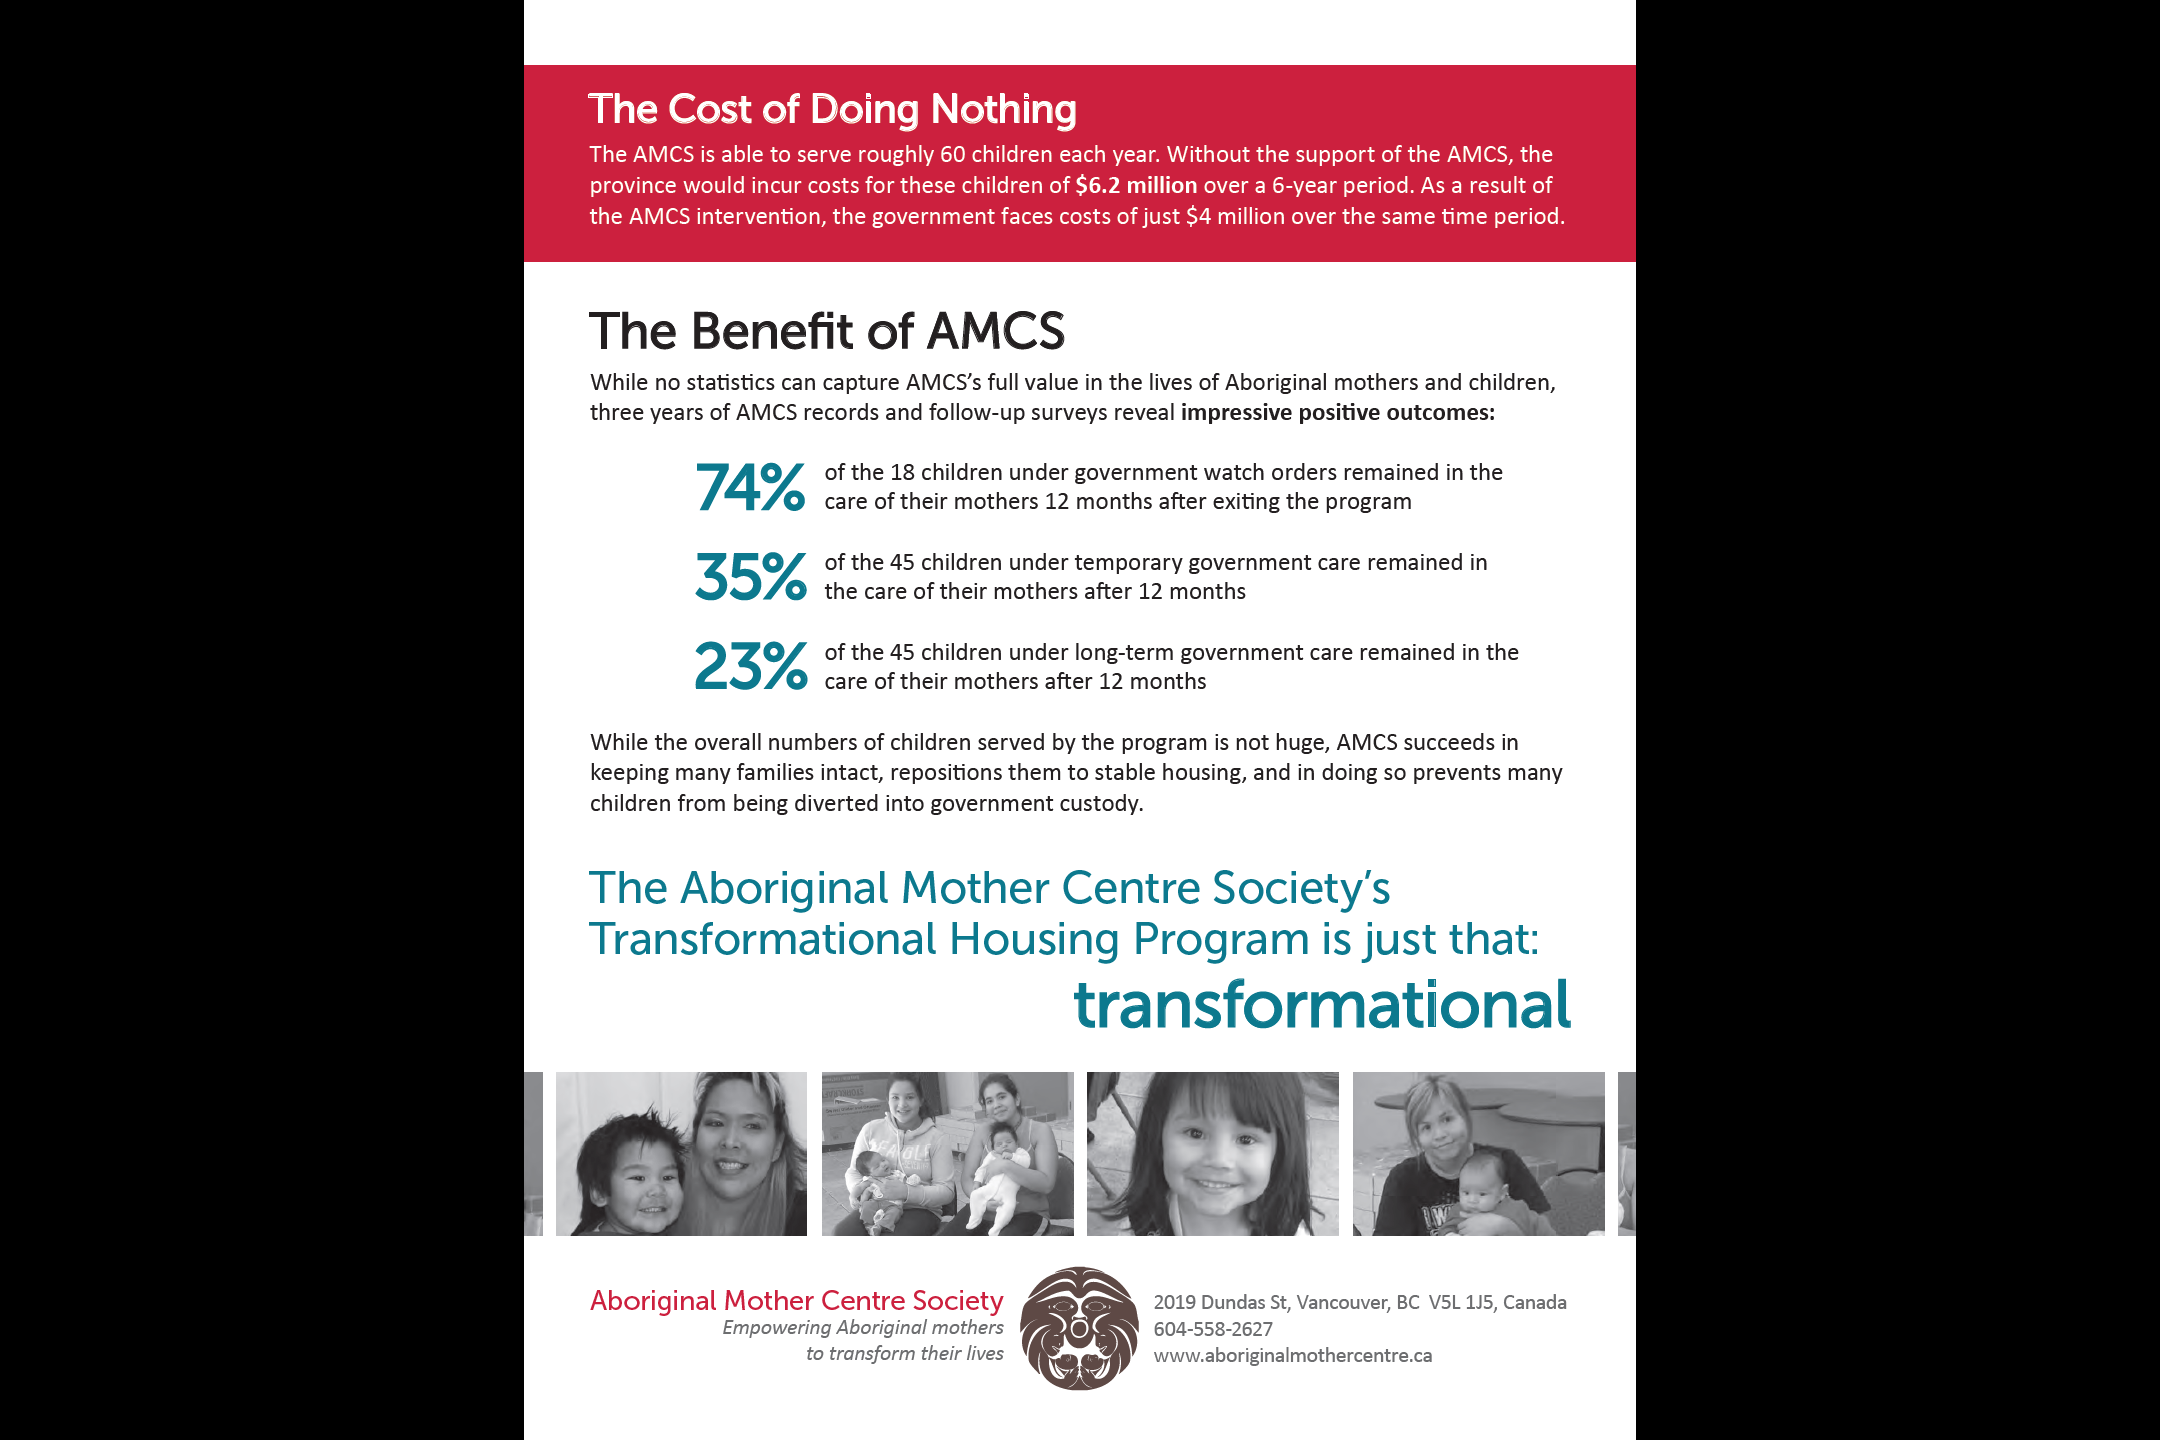 The Cost of Doing Nothing
The AMCS is able to serve roughly 60 children each year. Without the support of the AMCS, the
province would incur costs for these children of $6.2 million over a 6-year period. As a result of
the AMCS intervention, the government faces costs of just $4 million over the same time period.
The Benefit of AMCS
While no statistics can capture AMCS’s full value in the lives of Aboriginal mothers and children,
three years of AMCS records and follow-up surveys reveal impressive positive outcomes:
74% of the 18 children under government watch orders remained in the
care of their mothers 12 months after exiting the program
35% of the 45 children under temporary government care remained in
the care of their mothers after 12 months
23% of the 45 children under long-term government care remained in the
care of their mothers after 12 months
While the overall numbers of children served by the program is not huge, AMCS succeeds in
keeping many families intact, repositions them to stable housing, and in doing so prevents many
children from being diverted into government custody.
The Aboriginal Mother Centre Society’s
Transformational Housing Program is just that:
transformational
Aboriginal Mother Centre Society
Empowering Aboriginal mothers
to transform their lives
2019 Dundas St, Vancouver, BC V5L 1J5, Canada
604-558-2627
www.aboriginalmothercentre.ca